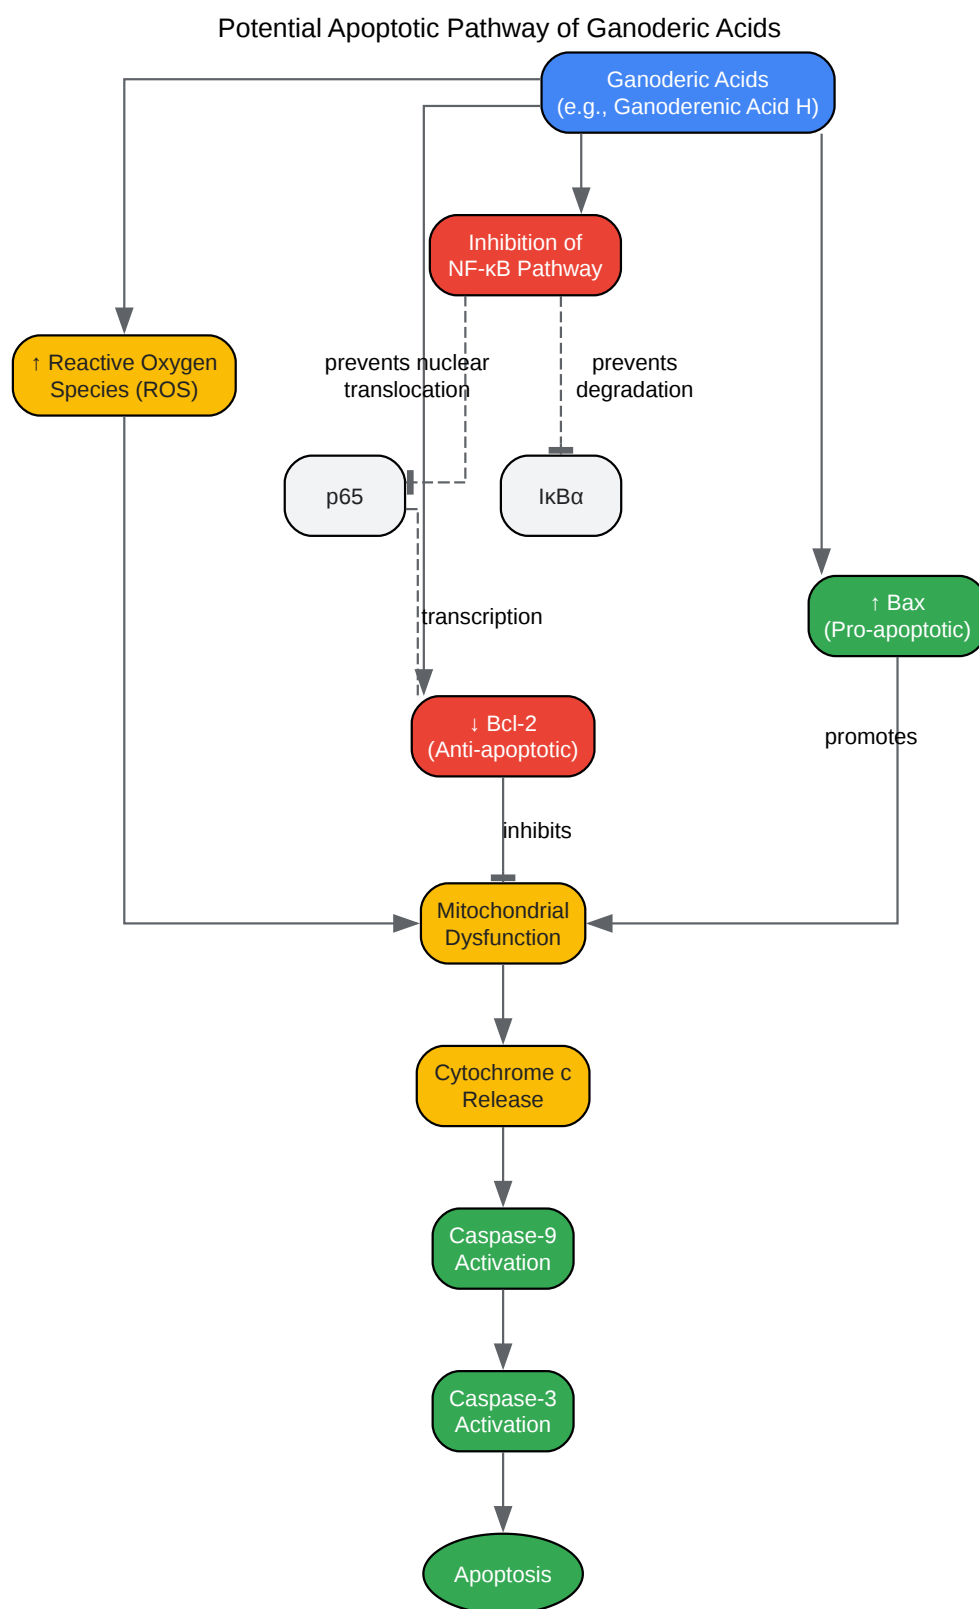 Potential Apoptotic Pathway of Ganoderic Acids
Ganoderic Acids
(e.g., Ganoderenic Acid H)
Inhibition of
NF-κB Pathway
↑ Reactive Oxygen
Species (ROS)
prevents nuclear
translocation
prevents
degradation
p65
IκBα
↑ Bax
(Pro-apoptotic)
transcription
↓ Bcl-2
(Anti-apoptotic)
promotes
inhibits
Mitochondrial
Dysfunction
Cytochrome c
Release
Caspase-9
Activation
Caspase-3
Activation
Apoptosis